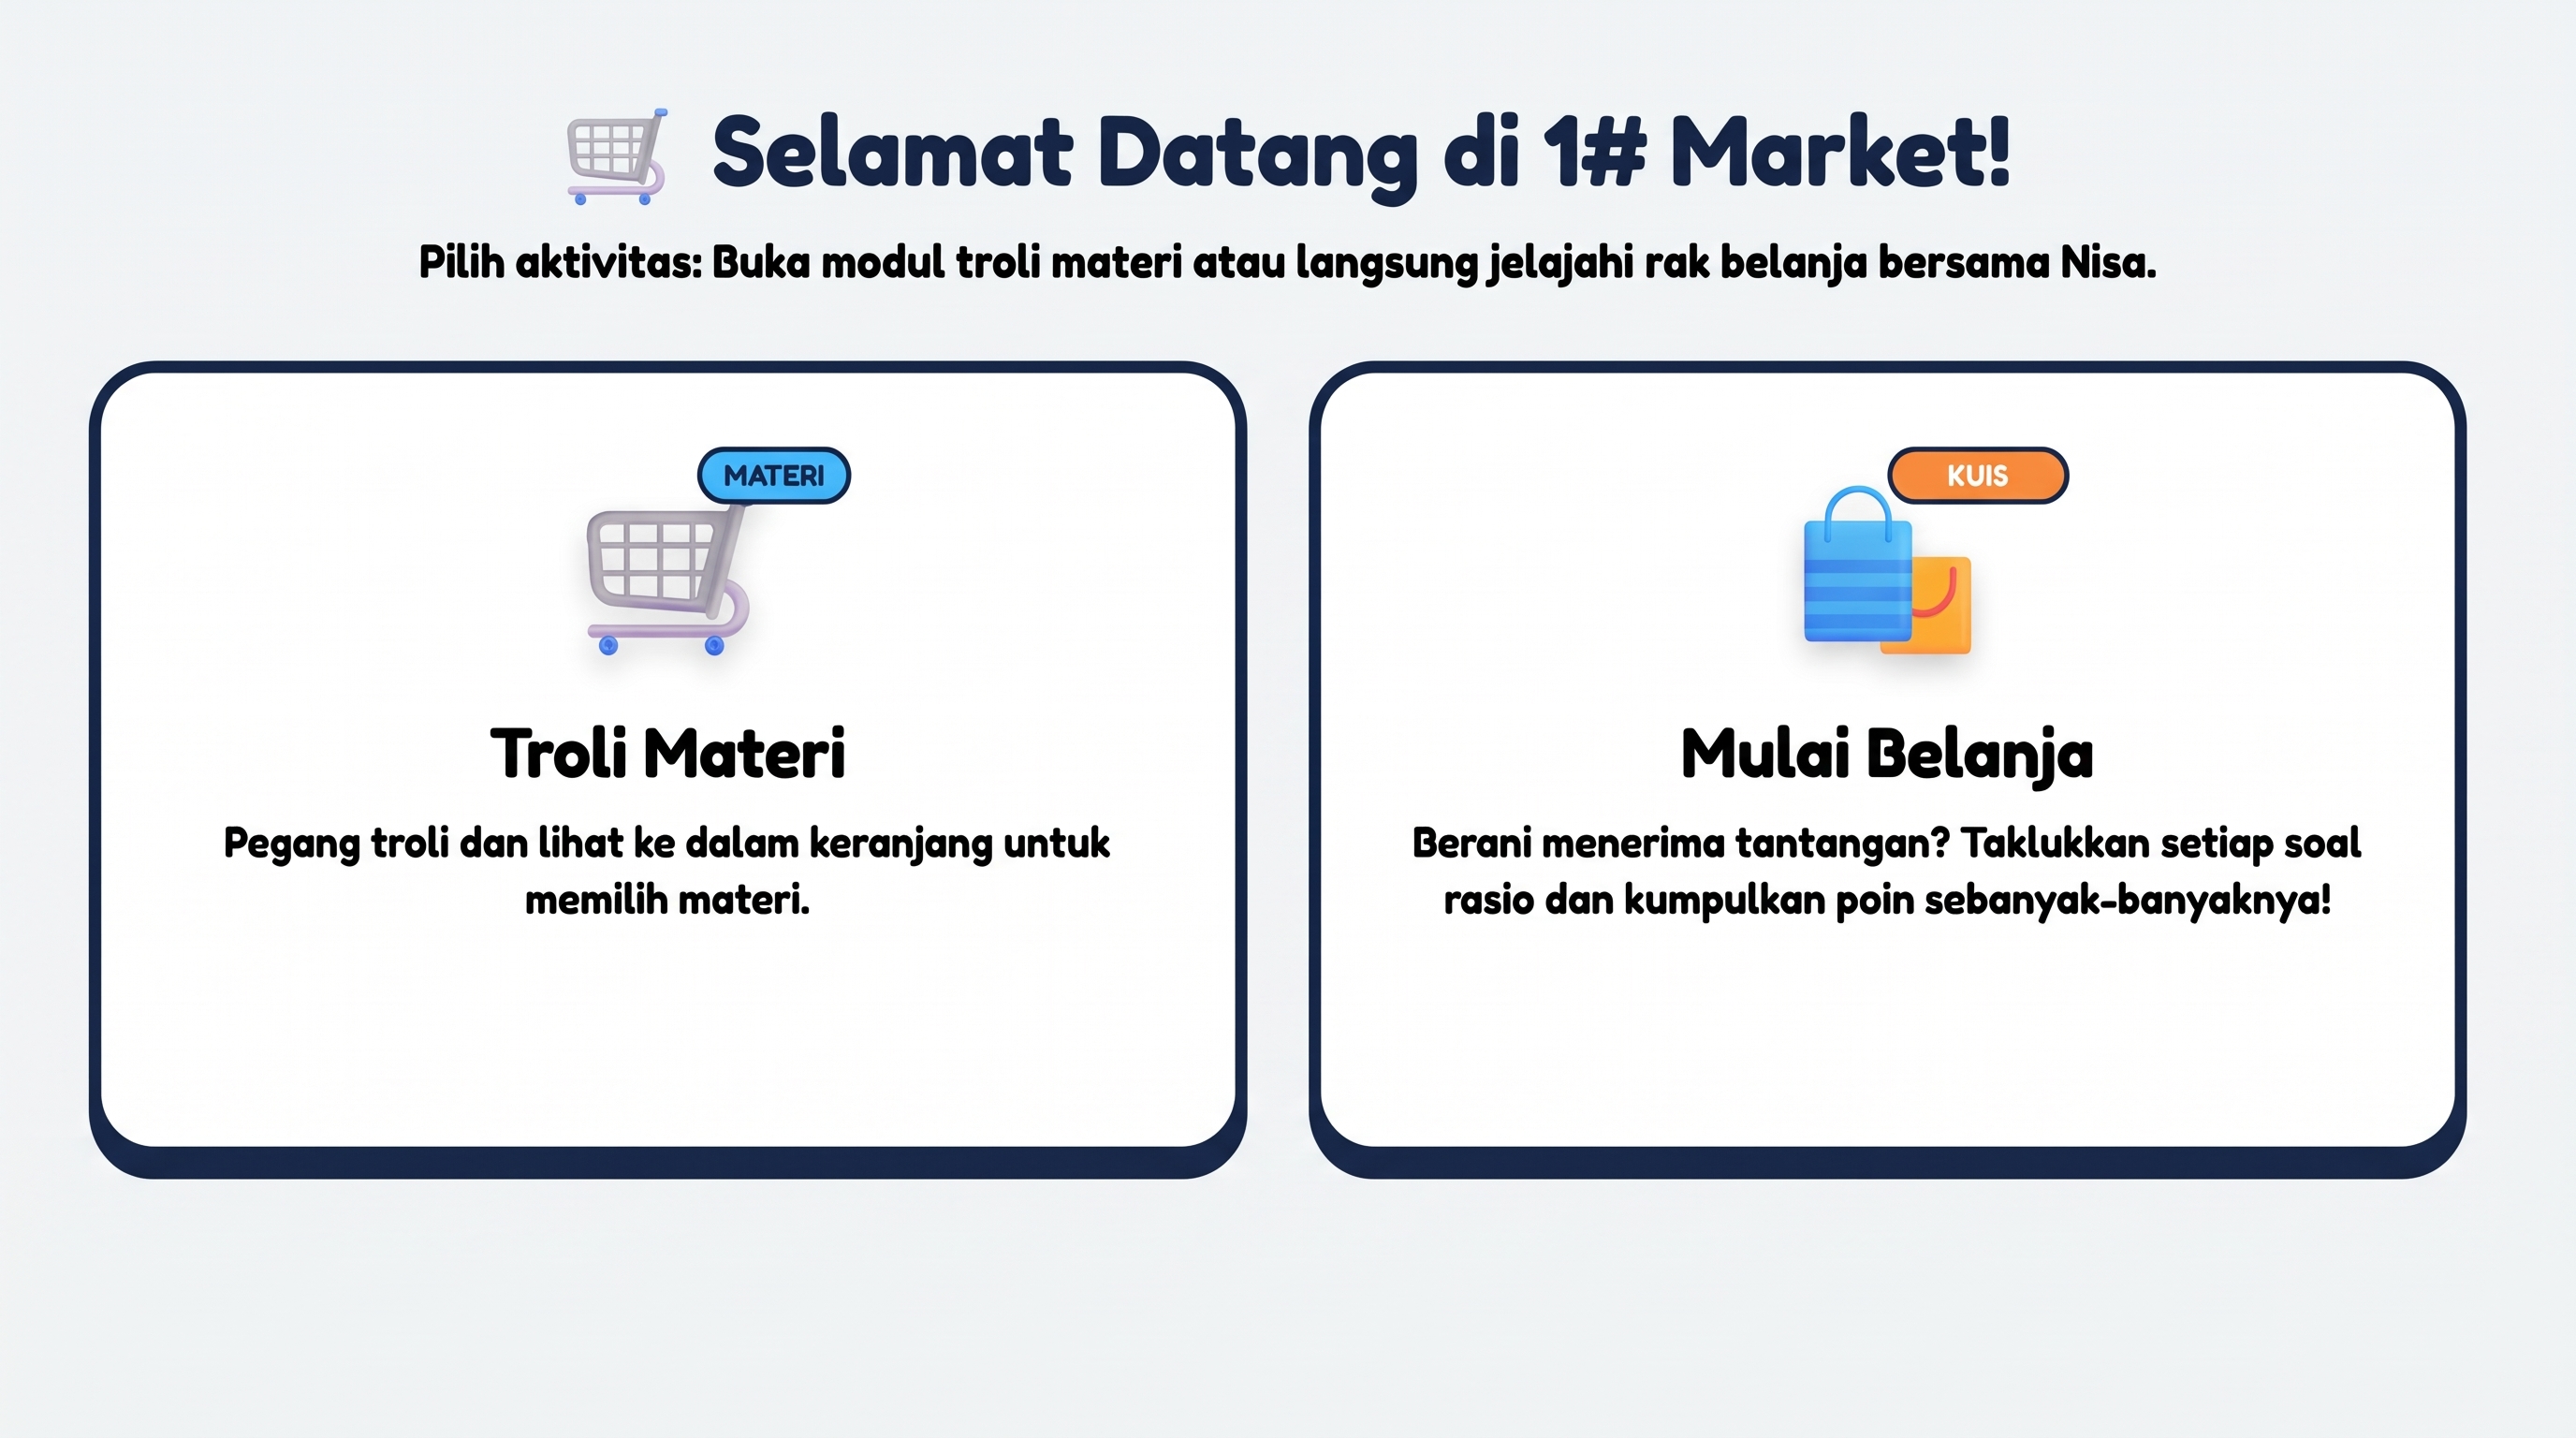 Selamat Datang di 1# Market!
Pilih aktivitas: Buka modul troli materi atau langsung jelajahi rak belanja bersama Nisa.
MATERI
Troli Materi
Pegang troli dan lihat ke dalam keranjang untuk
memilih materi.
KUIS
Mulai Belanja
Berani menerima tantangan? Taklukkan setiap soal
rasio dan kumpulkan poin sebanyak-banyaknya!